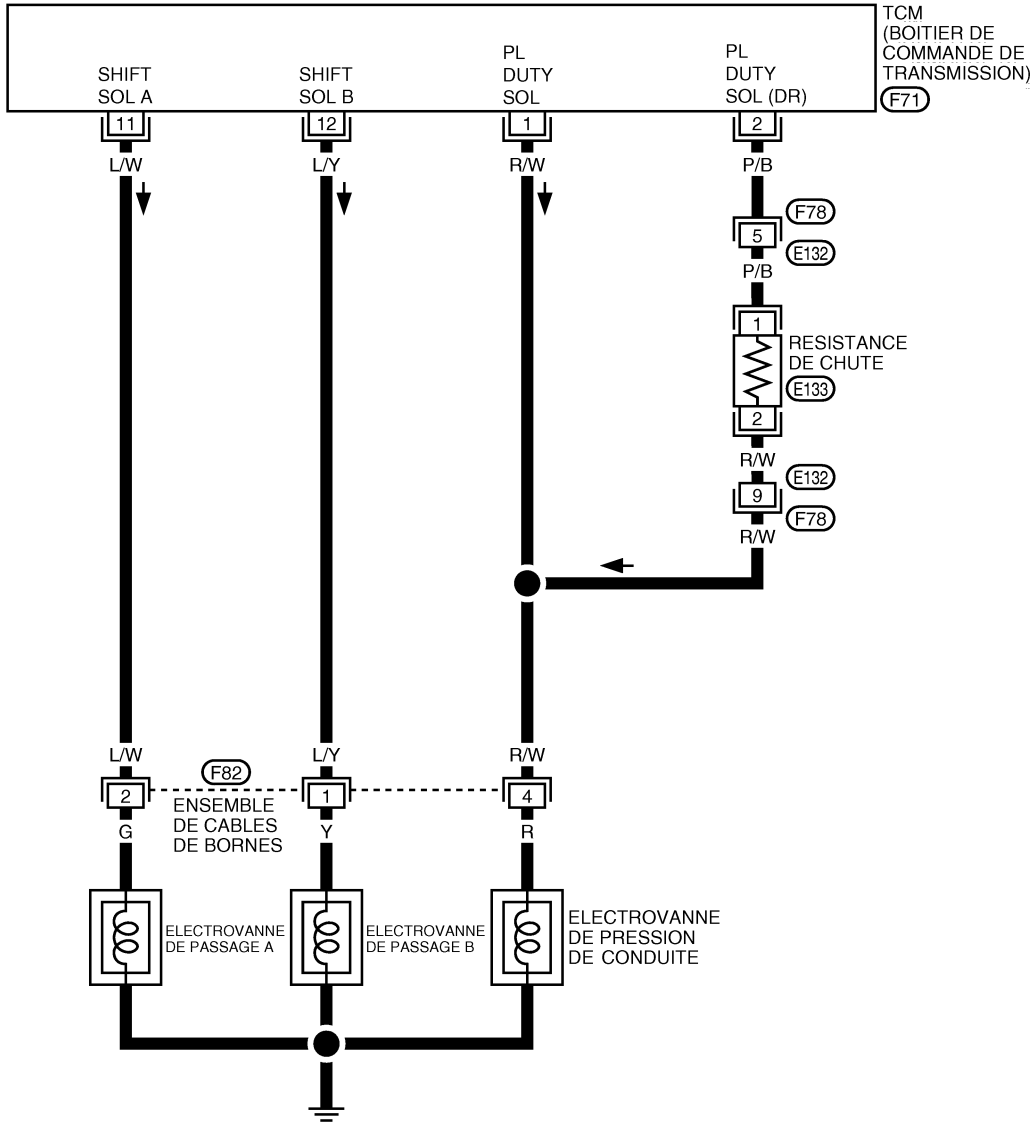 TCM
(BOITIER DE
COMMANDE DE
TRANSMISSION)
F71
SHIFT
SOL A
SHIFT
SOL B
PL
DUTY
SOL
PL
DUTY
SOL (DR)
11
12
1
2
L/W
L/Y
R/W
P/B
F78
5
E132
P/B
1
RESISTANCE
DE CHUTE
E133
2
R/W
E132
9
F78
R/W
L/W
L/Y
R/W
F82
2
1
4
ENSEMBLE
DE CABLES
DE BORNES
G
Y
R
ELECTROVANNE
DE PASSAGE A
ELECTROVANNE
DE PASSAGE B
ELECTROVANNE
DE PRESSION
DE CONDUITE